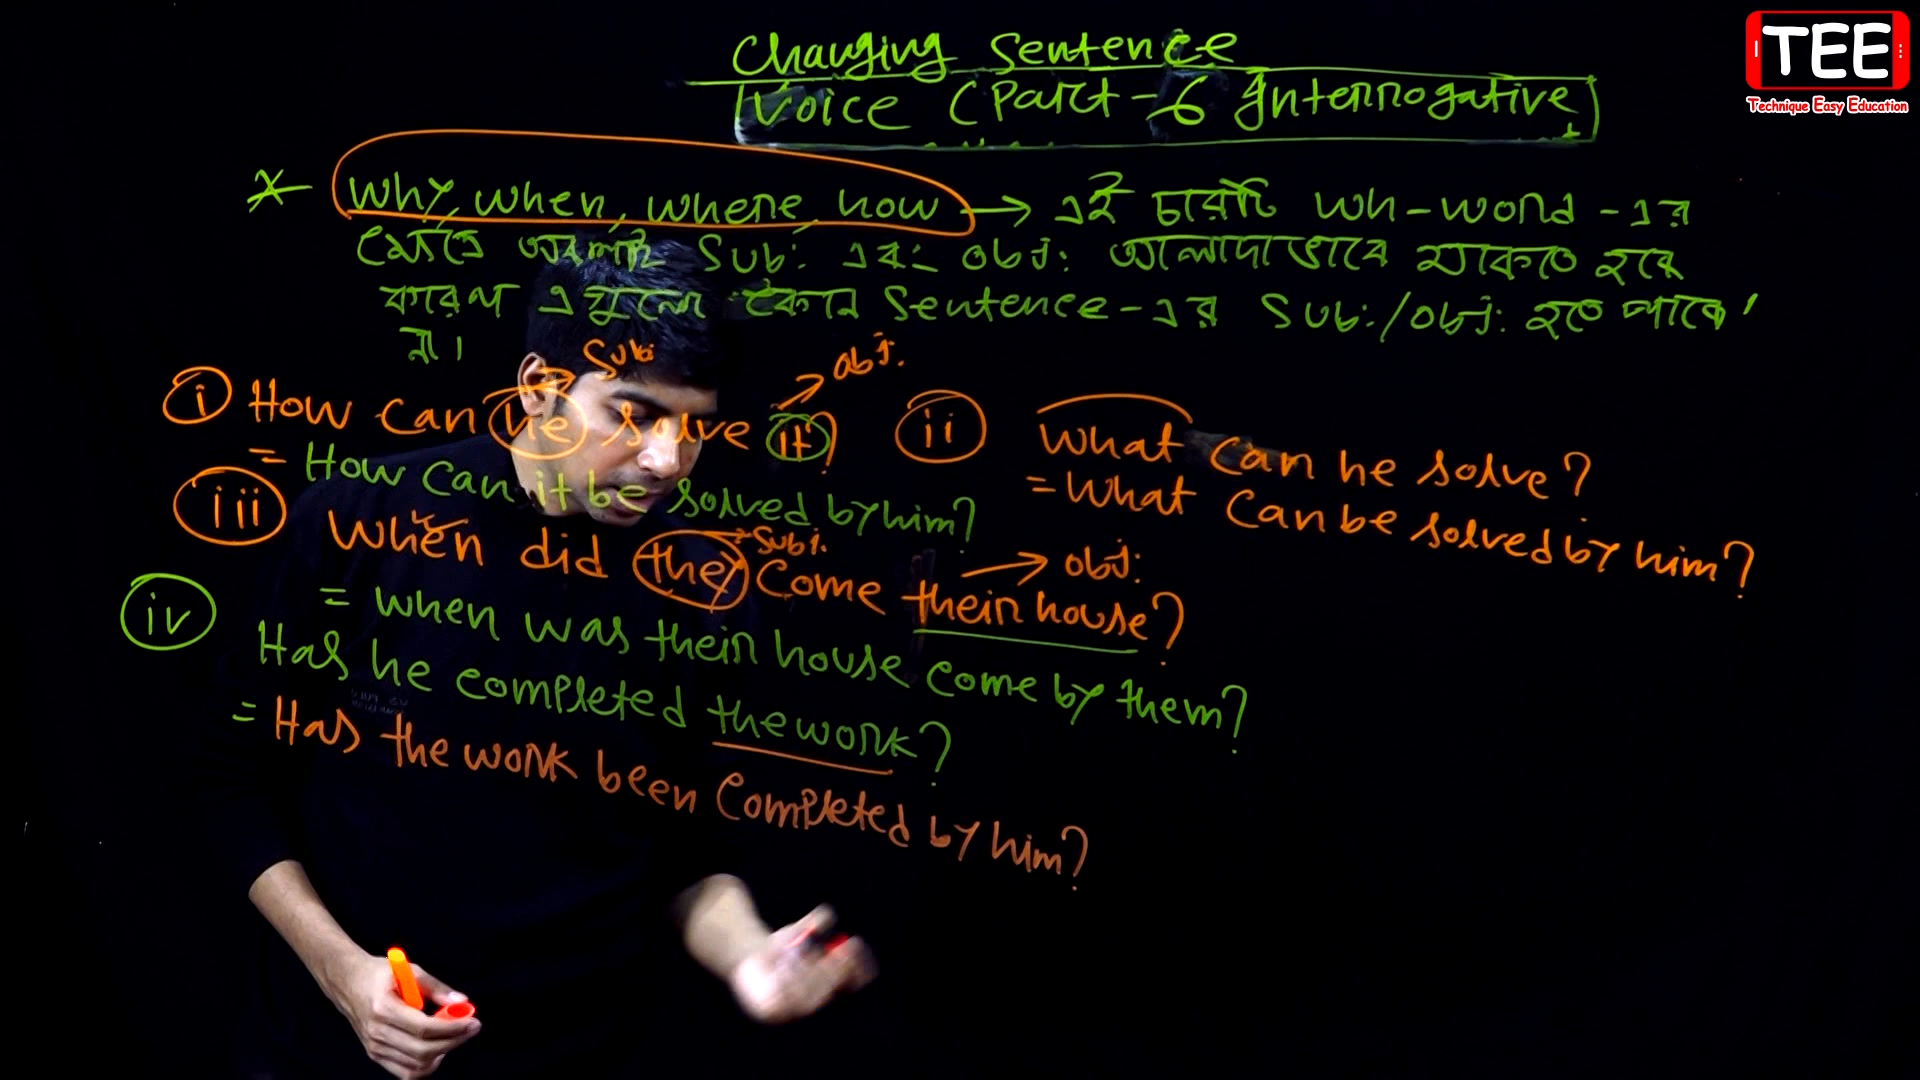 Changing Sentence
Voice (Part-6 Interrogative)
TEE
Technique Easy Education
* Why, when, where, how → এই চারটি wh-word-এর
ক্ষেত্রে অবশ্যই Sub: এবং obj: আলাদাভাবে থাকতে হবে
কারণ এগুলো কোন Sentence-এর Sub:/obj: হতে পারে
না।
Sub:
obj:
i How can he solve it?
= How can it be solved by him?
ii What can he solve?
= What can be solved by him?
Sub:
obj:
iii When did they come their house?
= when was their house come by them?
iv Has he completed the work?
= Has the work been completed by him?